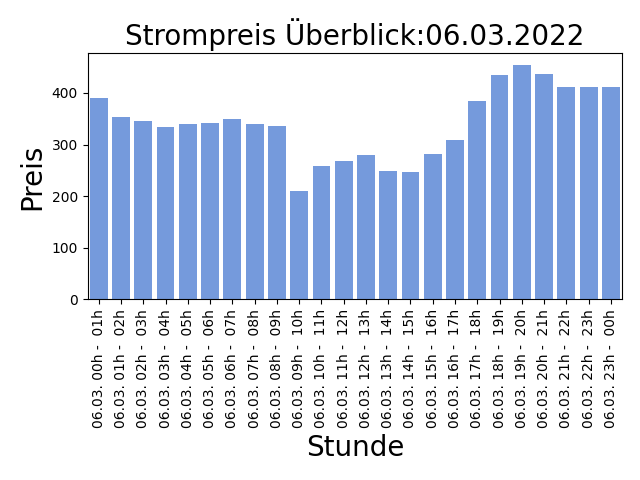 Strompreis Überblick:06.03.2022
Preis
400
300
200
100
0
06.03. 00h - 01h
06.03. 01h - 02h
06.03. 02h - 03h
06.03. 03h - 04h
06.03. 04h - 05h
06.03. 05h - 06h
06.03. 06h - 07h
06.03. 07h - 08h
06.03. 08h - 09h
06.03. 09h - 10h
06.03. 10h - 11h
06.03. 11h - 12h
06.03. 12h - 13h
06.03. 13h - 14h
06.03. 14h - 15h
06.03. 15h - 16h
06.03. 16h - 17h
06.03. 17h - 18h
06.03. 18h - 19h
06.03. 19h - 20h
06.03. 20h - 21h
06.03. 21h - 22h
06.03. 22h - 23h
06.03. 23h - 00h
Stunde